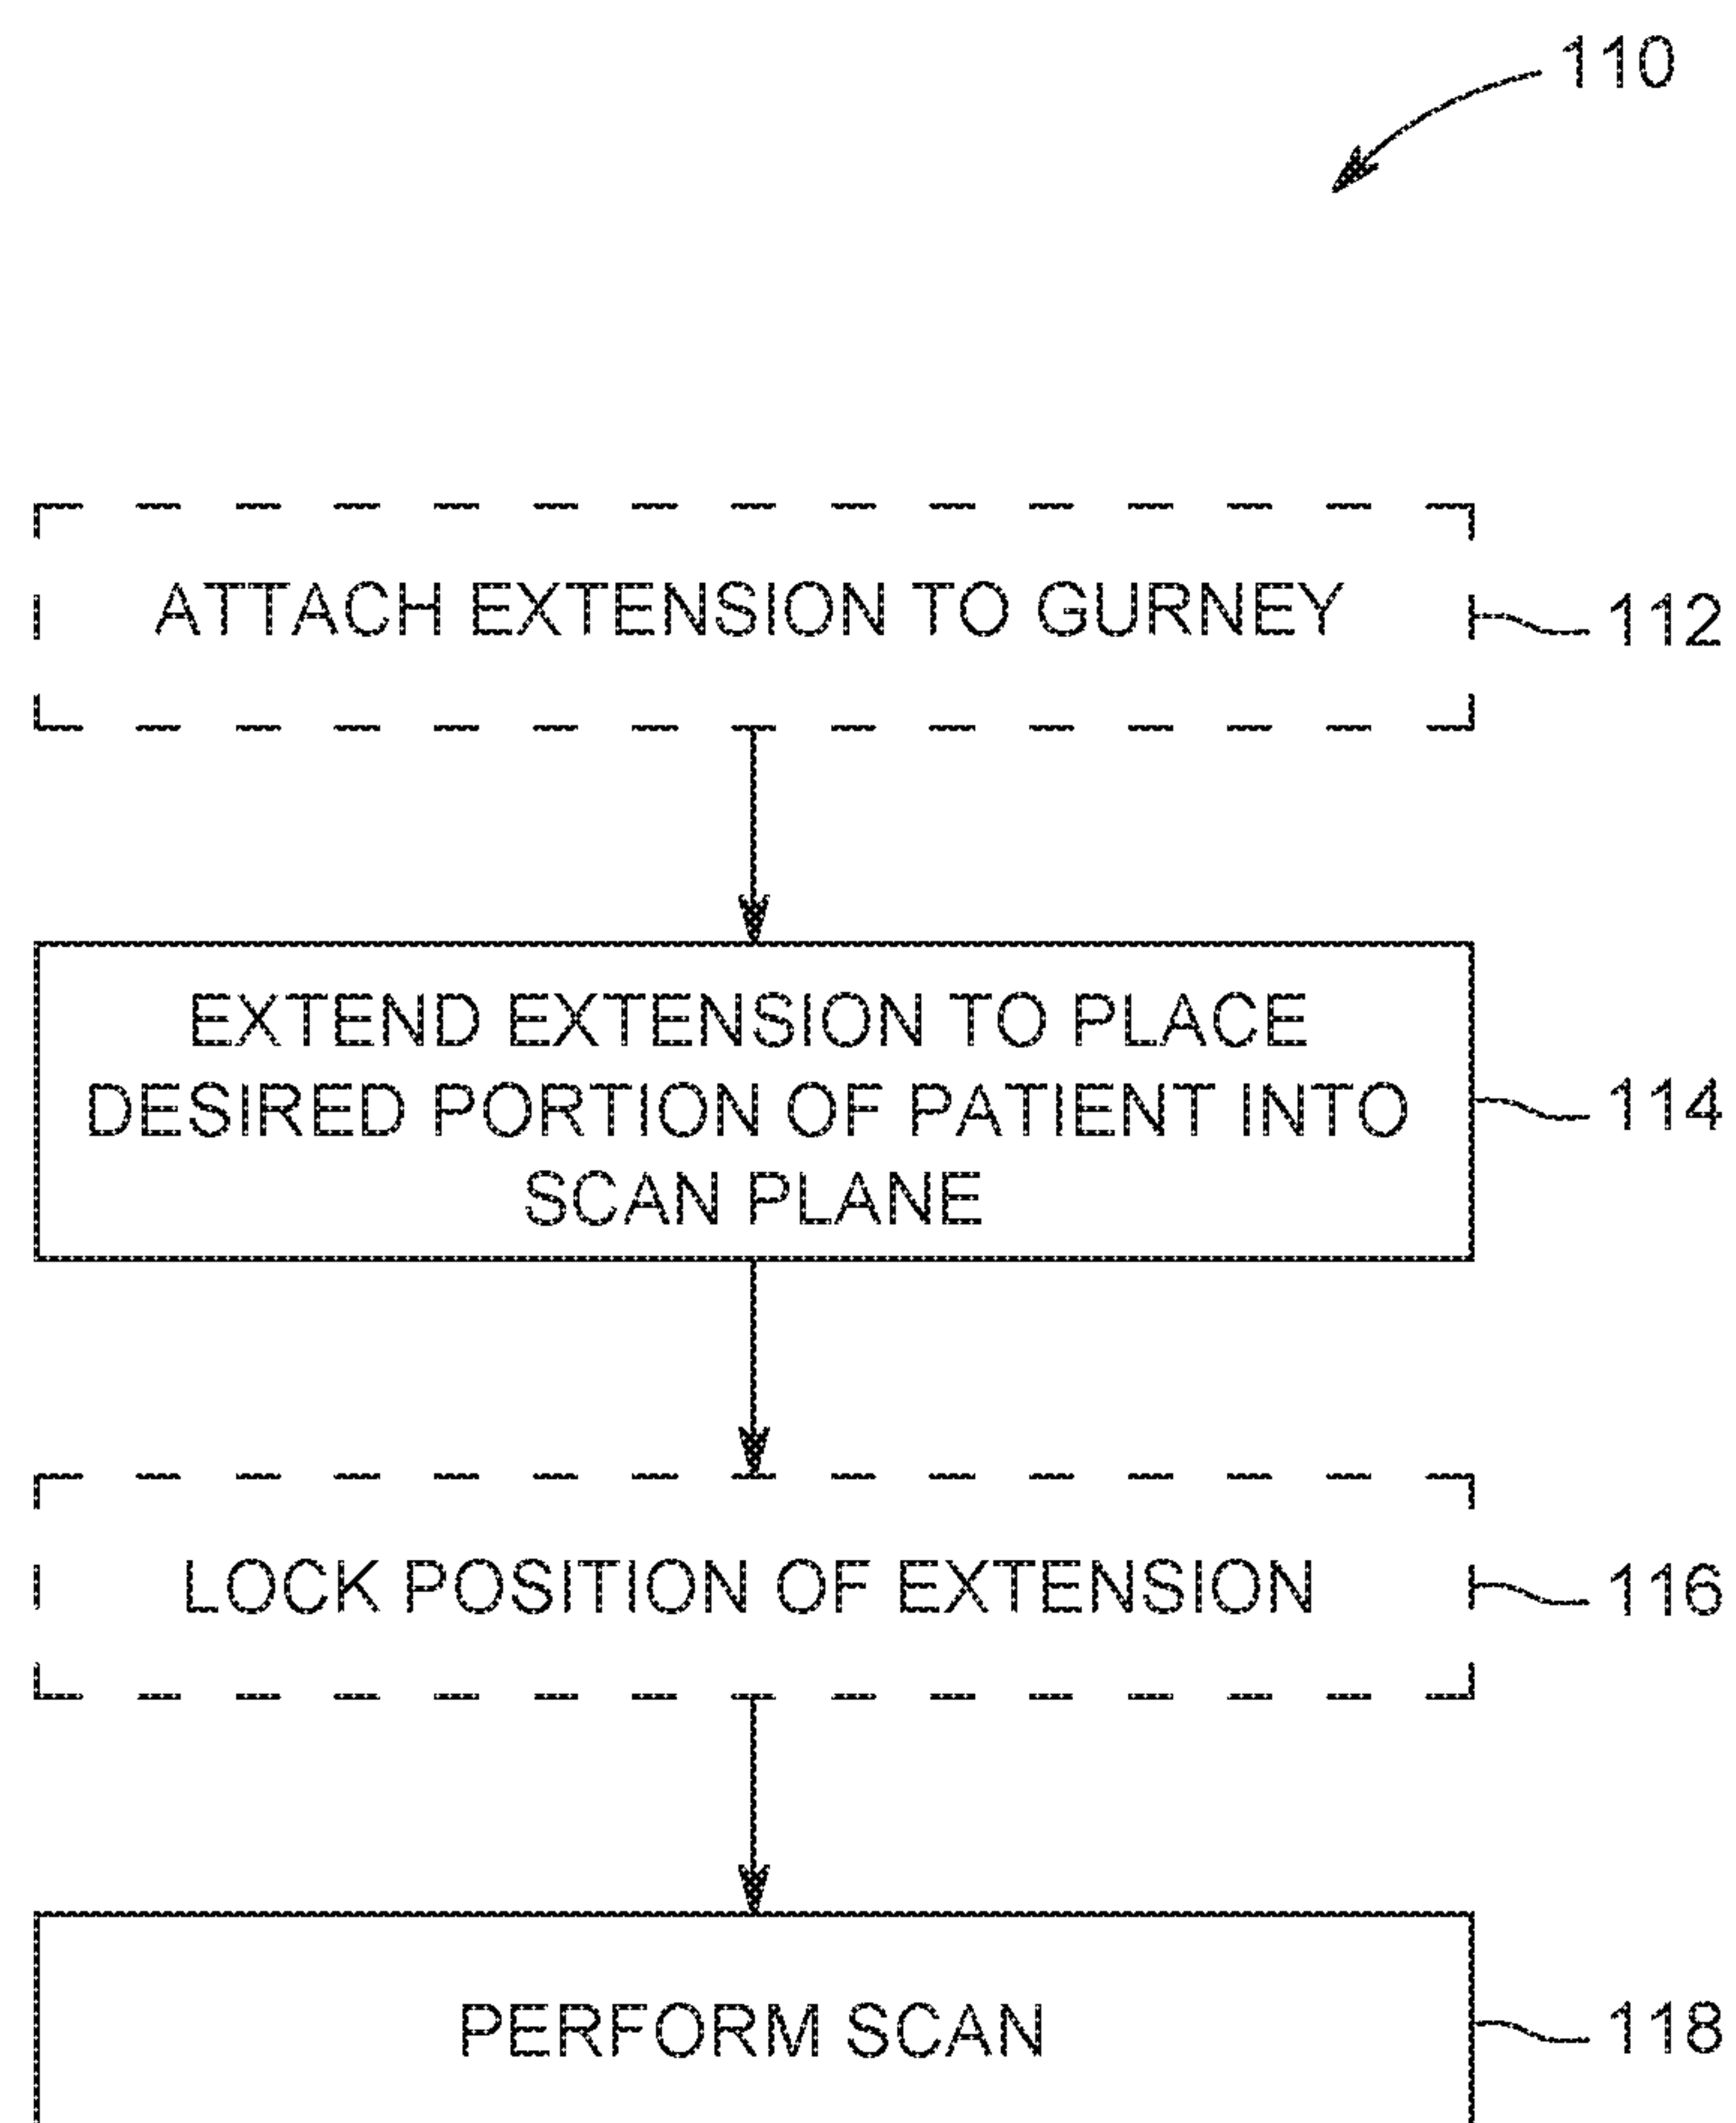 110
ATTACH EXTENSION TO GURNEY
112
EXTEND EXTENSION TO PLACE
DESIRED PORTION OF PATIENT INTO
SCAN PLANE
114
LOCK POSITION OF EXTENSION
116
PERFORM SCAN
118